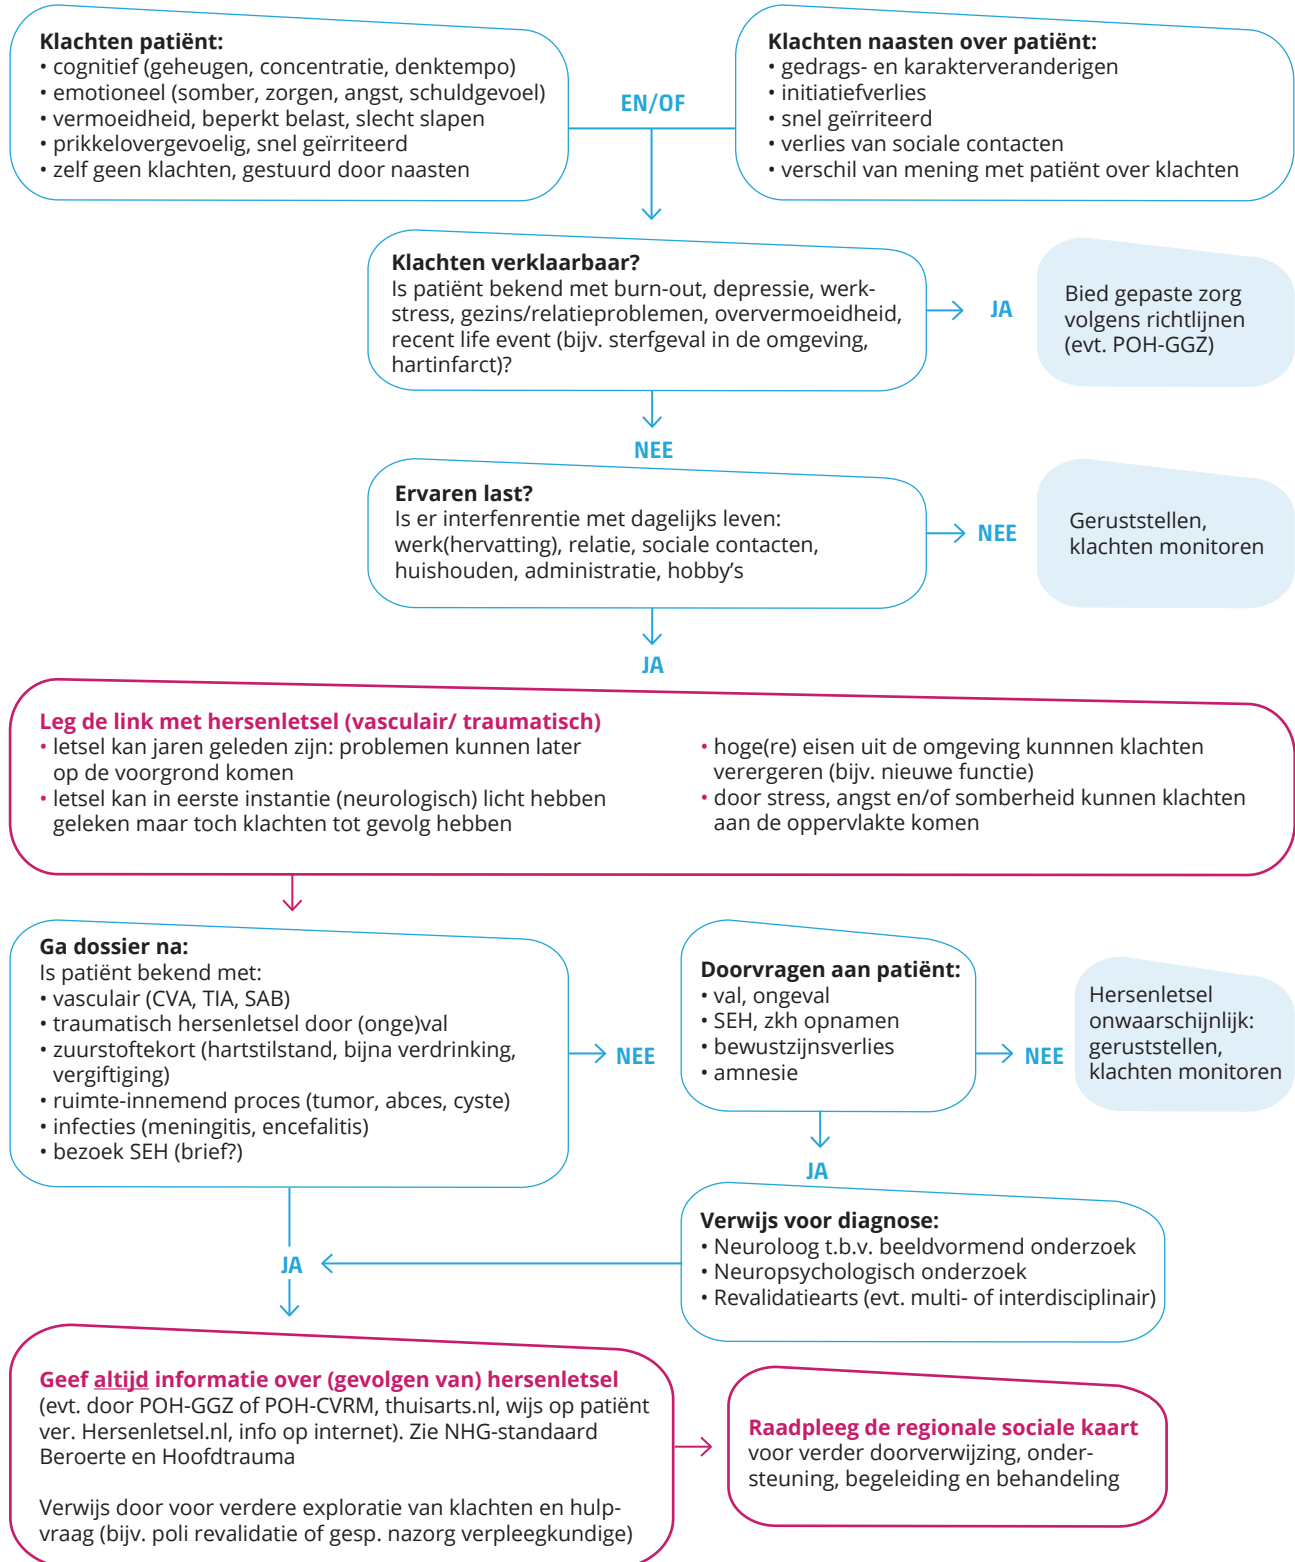 Klachten patiënt:
• cognitief (geheugen, concentratie, denktempo)
• emotioneel (somber, zorgen, angst, schuldgevoel)
• vermoeidheid, beperkt belast, slecht slapen
• prikkelovergevoelig, snel geïrriteerd
• zelf geen klachten, gestuurd door naasten
EN/OF
Klachten naasten over patiënt:
• gedrags- en karakterveranderigen
• initiatiefverlies
• snel geïrriteerd
• verlies van sociale contacten
• verschil van mening met patiënt over klachten
Klachten verklaarbaar?
Is patiënt bekend met burn-out, depressie, werk-
stress, gezins/relatieproblemen, oververmoeidheid,
recent life event (bijv. sterfgeval in de omgeving,
hartinfarct)?
JA
Bied gepaste zorg
volgens richtlijnen
(evt. POH-GGZ)
NEE
Ervaren last?
Is er interfenrentie met dagelijks leven:
werk(hervatting), relatie, sociale contacten,
huishouden, administratie, hobby's
NEE
Geruststellen,
klachten monitoren
JA
Leg de link met hersenletsel (vasculair/ traumatisch)
• letsel kan jaren geleden zijn: problemen kunnen later
op de voorgrond komen
• letsel kan in eerste instantie (neurologisch) licht hebben
geleken maar toch klachten tot gevolg hebben
• hoge(re) eisen uit de omgeving kunnnen klachten
verergeren (bijv. nieuwe functie)
• door stress, angst en/of somberheid kunnen klachten
aan de oppervlakte komen
Ga dossier na:
Is patiënt bekend met:
• vasculair (CVA, TIA, SAB)
• traumatisch hersenletsel door (onge)val
• zuurstoftekort (hartstilstand, bijna verdrinking,
vergiftiging)
• ruimte-innemend proces (tumor, abces, cyste)
• infecties (meningitis, encefalitis)
• bezoek SEH (brief?)
NEE
Doorvragen aan patiënt:
• val, ongeval
• SEH, zkh opnamen
• bewustzijnsverlies
• amnesie
NEE
Hersenletsel
onwaarschijnlijk:
geruststellen,
klachten monitoren
JA
Verwijs voor diagnose:
• Neuroloog t.b.v. beeldvormend onderzoek
• Neuropsychologisch onderzoek
• Revalidatiearts (evt. multi- of interdisciplinair)
JA
Geef altijd informatie over (gevolgen van) hersenletsel
(evt. door POH-GGZ of POH-CVRM, thuisarts.nl, wijs op patiënt
ver. Hersenletsel.nl, info op internet). Zie NHG-standaard
Beroerte en Hoofdtrauma
Verwijs door voor verdere exploratie van klachten en hulp-
vraag (bijv. poli revalidatie of gesp. nazorg verpleegkundige)
Raadpleeg de regionale sociale kaart
voor verder doorverwijzing, onder-
steuning, begeleiding en behandeling